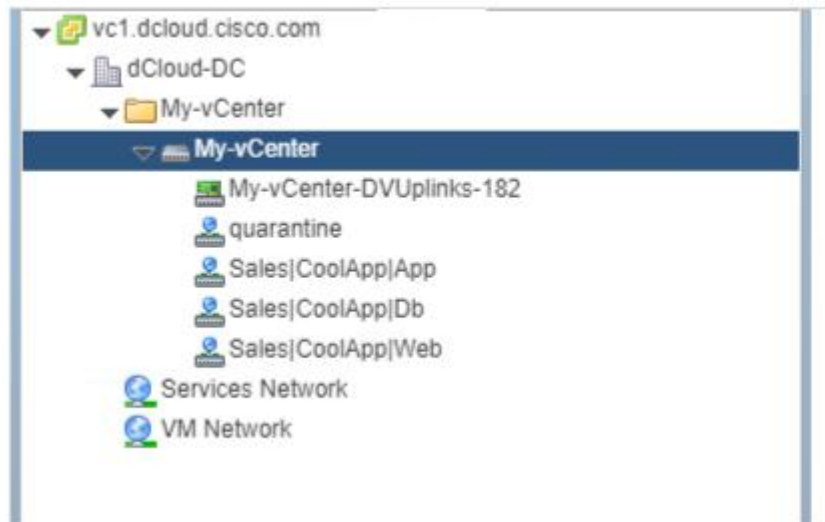 vc1.dcloud.cisco.com
dCloud-DC
My-vCenter
My-vCenter
My-vCenter-DVUplinks-182
quarantine
Sales|CoolApp|App
Sales|CoolApp|Db
Sales|CoolApp|Web
Services Network
VM Network